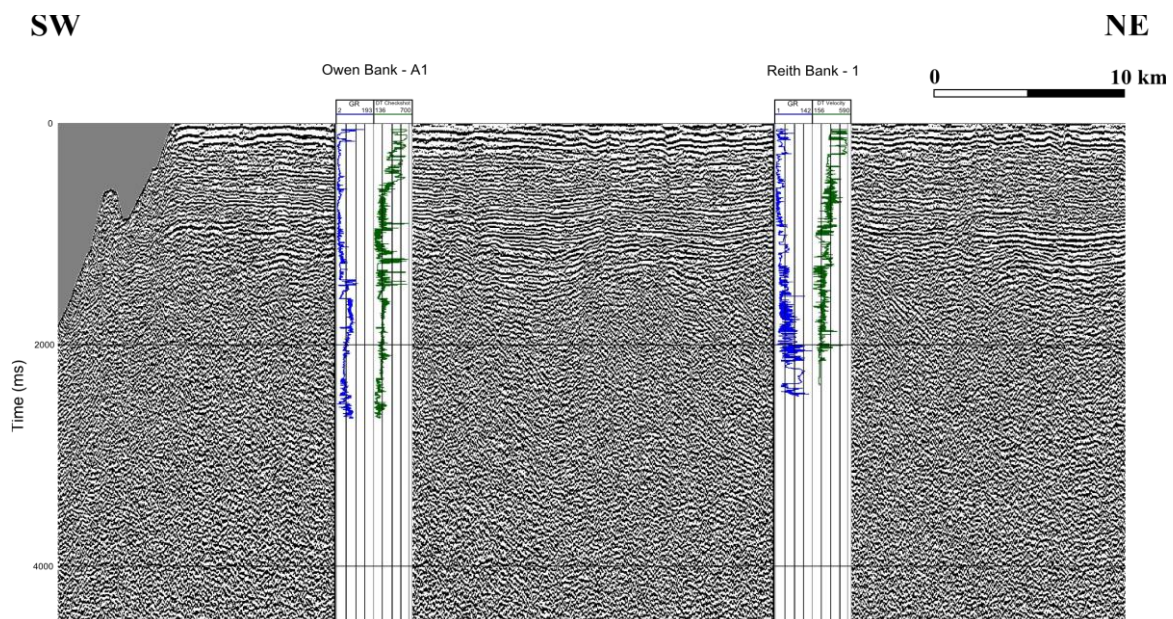 SW
NE
Owen Bank - A1
Reith Bank - 1
0
10 km
GR
DT Checkshot
2
193
136
700
GR
DT Velocity
1
142
156
590
0
2000
4000
Time (ms)